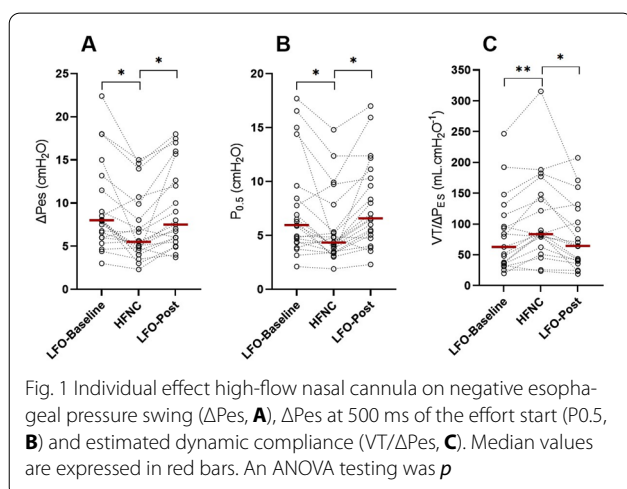 A
B
C
*
*
*
*
**
*
25
20
15
10
5
0
ΔPes (cmH2O)
LFO-Baseline
HFNC
LFO-Post
20
15
10
5
0
P0.5 (cmH2O)
LFO-Baseline
HFNC
LFO-Post
350
300
250
200
150
100
50
0
VT/ΔPES (mL.cmH2O-1)
LFO-Baseline
HFNC
LFO-Post
Fig. 1 Individual effect high-flow nasal cannula on negative esopha-
geal pressure swing (ΔPes, A), ΔPes at 500 ms of the effort start (P0.5,
B) and estimated dynamic compliance (VT/ΔPes, C). Median values
are expressed in red bars. An ANOVA testing was p